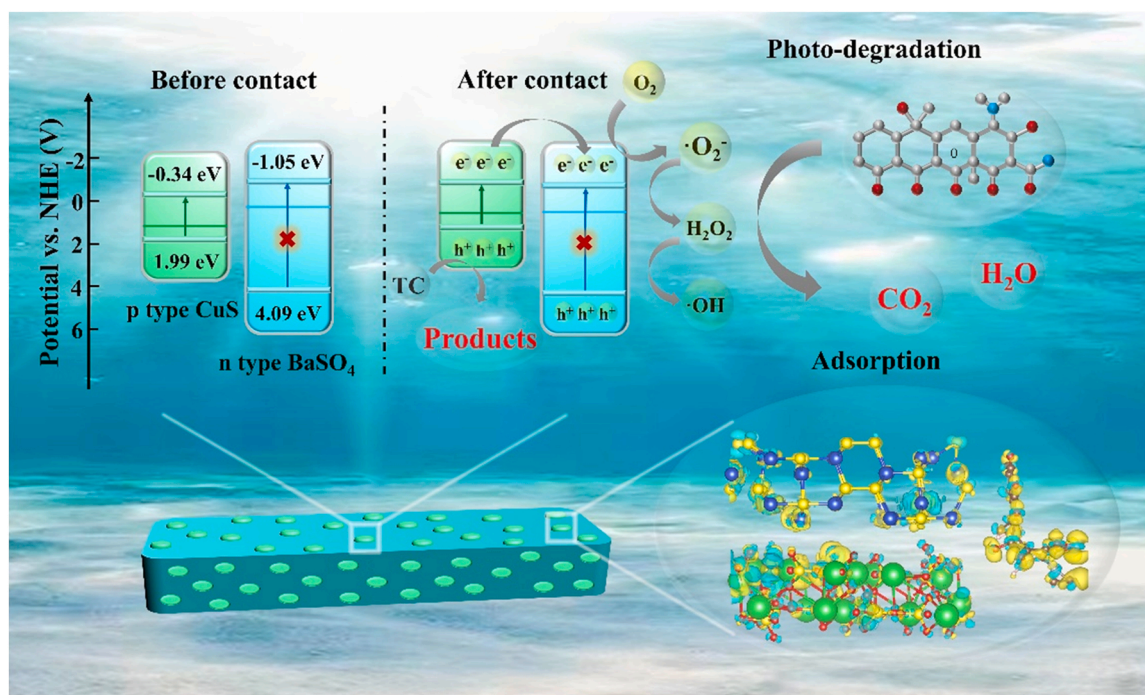 Photo-degradation
Before contact
After contact
Potential vs. NHE (V)
-2
0
2
4
6
-0.34 eV
1.99 eV
p type CuS
-1.05 eV
4.09 eV
n type BaSO₄
e⁻ e⁻ e⁻
h⁺ h⁺ h⁺
TC
Products
e⁻ e⁻ e⁻
h⁺ h⁺ h⁺
O₂
·O₂⁻
H₂O₂
·OH
0
CO₂
H₂O
Adsorption